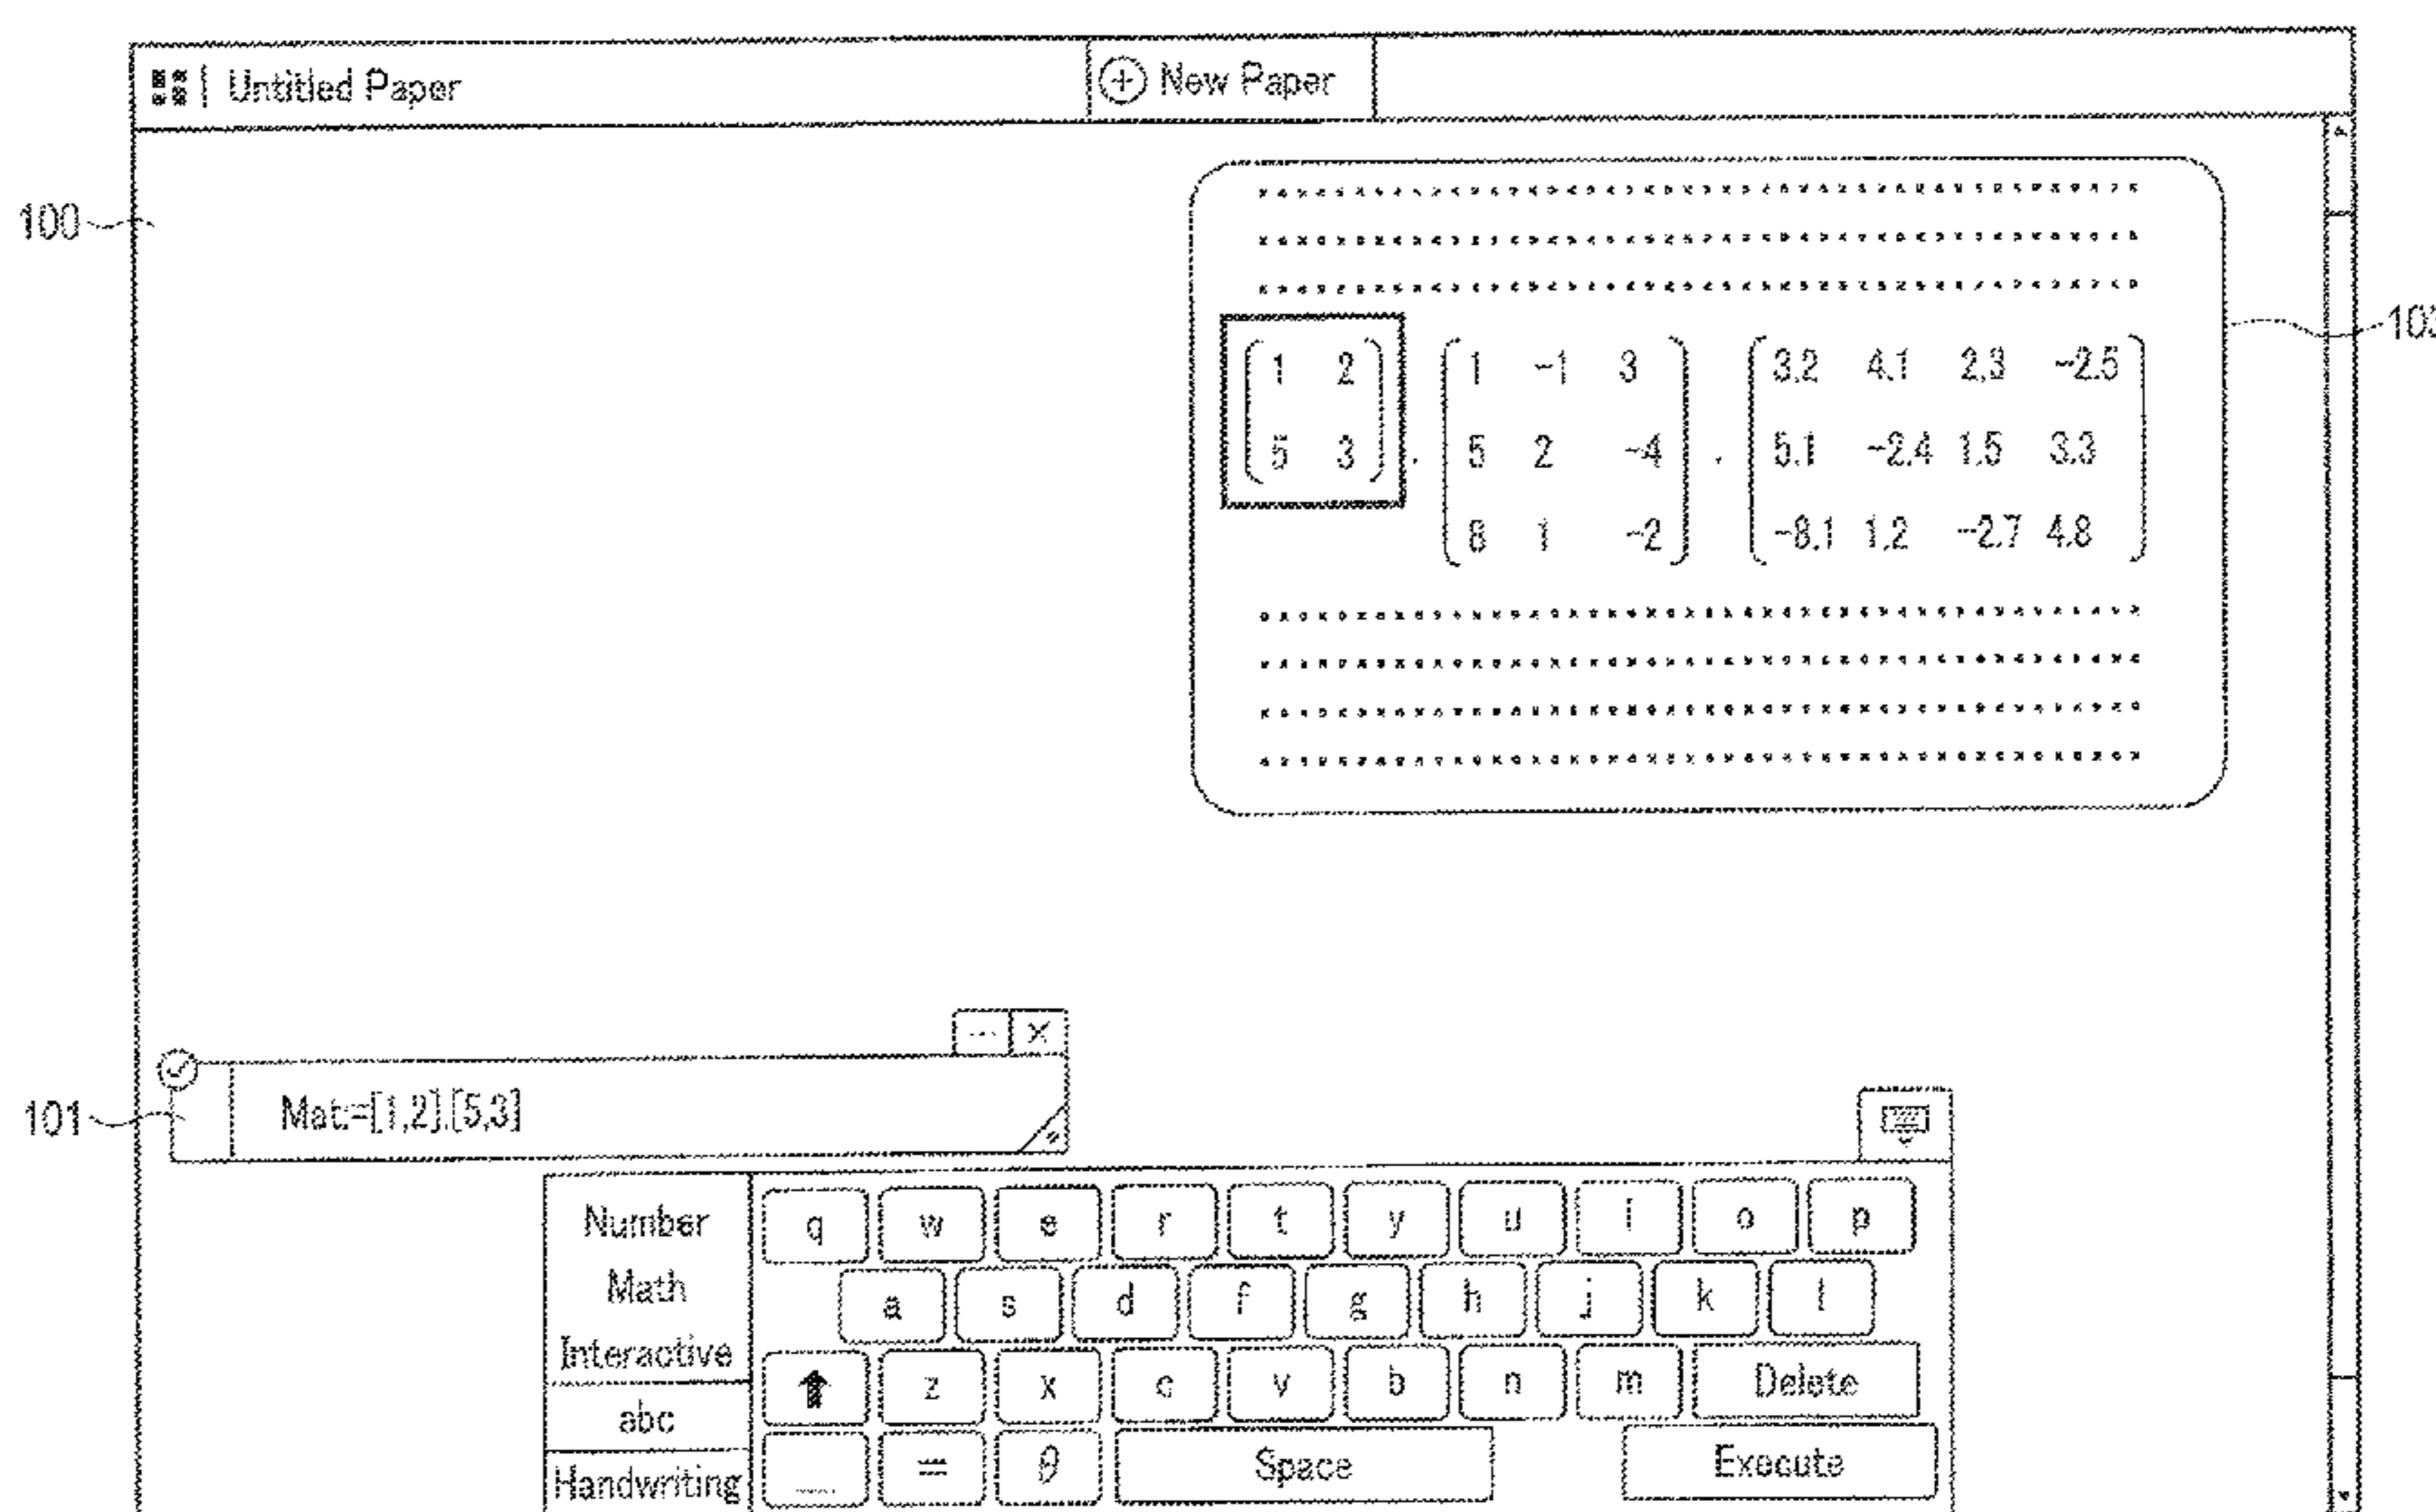 Untitled Paper
+ New Paper
100
1 2
5 3
,
1 -1 3
5 2 -4
8 1 -2
,
3.2 4.1 2.3 -2.5
5.1 -2.4 1.5 3.3
-8.1 1.2 -2.7 4.8
103
... ×
101
Mat:=[1,2],[5,3]
Number
Math
Interactive
abc
Handwriting
q w e r t y u i o p
a s d f g h j k l
z x c v b n m Delete
_ = θ Space Execute